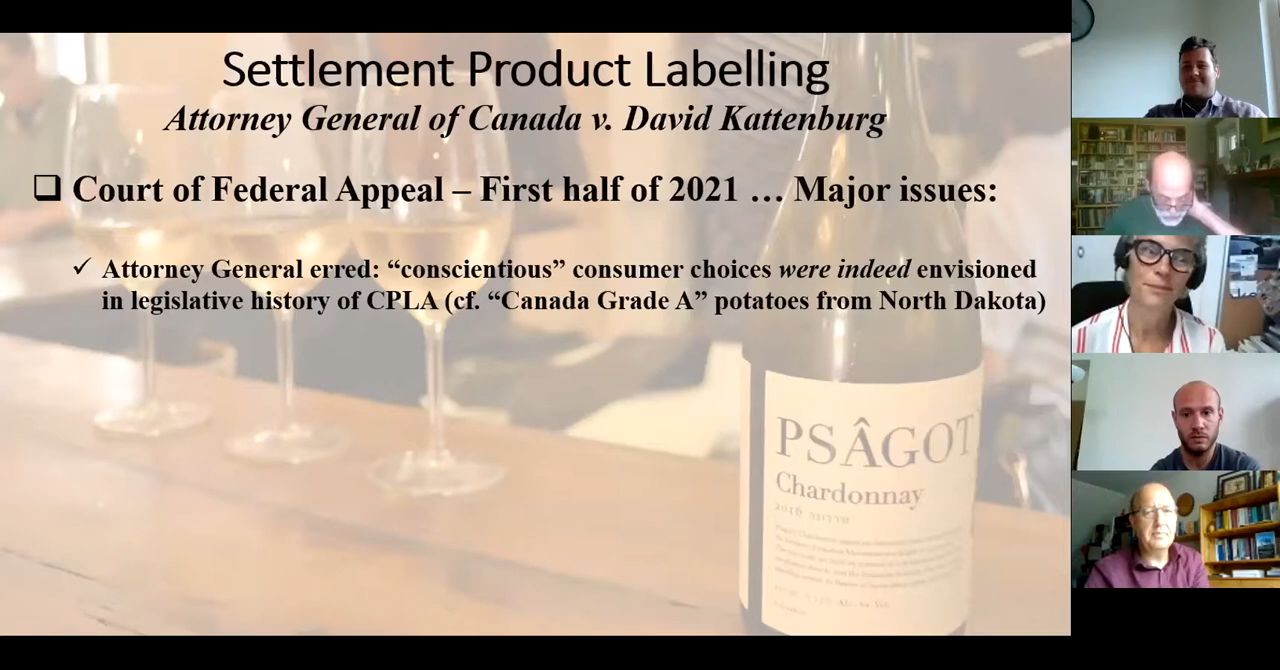 Settlement Product Labelling
Attorney General of Canada v. David Kattenburg
❑ Court of Federal Appeal – First half of 2021 … Major issues:
✓ Attorney General erred: “conscientious” consumer choices were indeed envisioned
in legislative history of CPLA (cf. “Canada Grade A” potatoes from North Dakota)
PSÂGOT
Chardonnay
2016